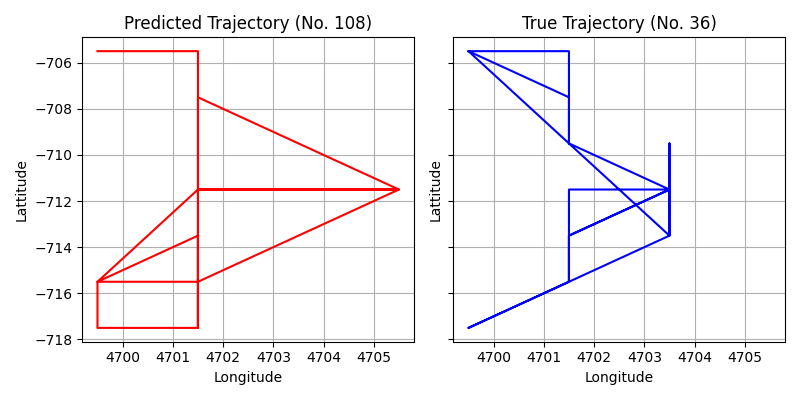 Predicted Trajectory (No. 108)
True Trajectory (No. 36)
Lattitude
−706
−708
−710
−712
−714
−716
−718
4700 4701 4702 4703 4704 4705
Longitude
Lattitude
4700 4701 4702 4703 4704 4705
Longitude